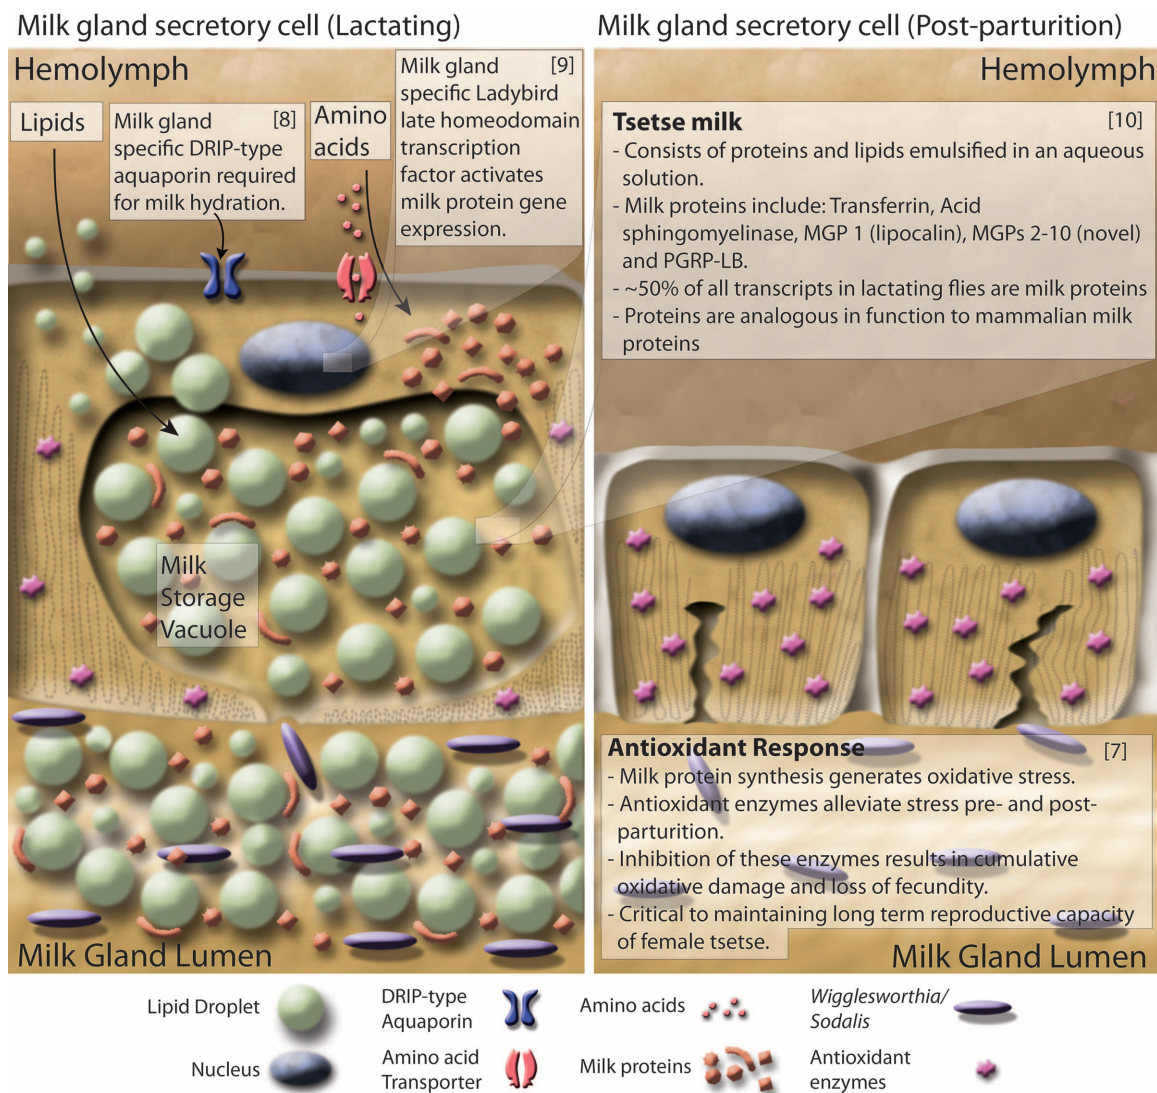 Milk gland secretory cell (Lactating)
Hemolymph
Lipids
Milk gland [8]
specific DRIP-type
aquaporin required
for milk hydration.
Amino
acids
Milk gland [9]
specific Ladybird
late homeodomain
transcription
factor activates
milk protein gene
expression.
Milk
Storage
Vacuole
Milk Gland Lumen
Milk gland secretory cell (Post-parturition)
Hemolymph
Tsetse milk [10]
- Consists of proteins and lipids emulsified in an aqueous
solution.
- Milk proteins include: Transferrin, Acid
sphingomyelinase, MGP 1 (lipocalin), MGPs 2-10 (novel)
and PGRP-LB.
- ~50% of all transcripts in lactating flies are milk proteins
- Proteins are analogous in function to mammalian milk
proteins
Antioxidant Response [7]
- Milk protein synthesis generates oxidative stress.
- Antioxidant enzymes alleviate stress pre- and post-
parturition.
- Inhibition of these enzymes results in cumulative
oxidative damage and loss of fecundity.
- Critical to maintaining long term reproductive capacity
of female tsetse.
Milk Gland Lumen
Lipid Droplet
DRIP-type
Aquaporin
Amino acids
Wigglesworthia/
Sodalis
Nucleus
Amino acid
Transporter
Milk proteins
Antioxidant
enzymes